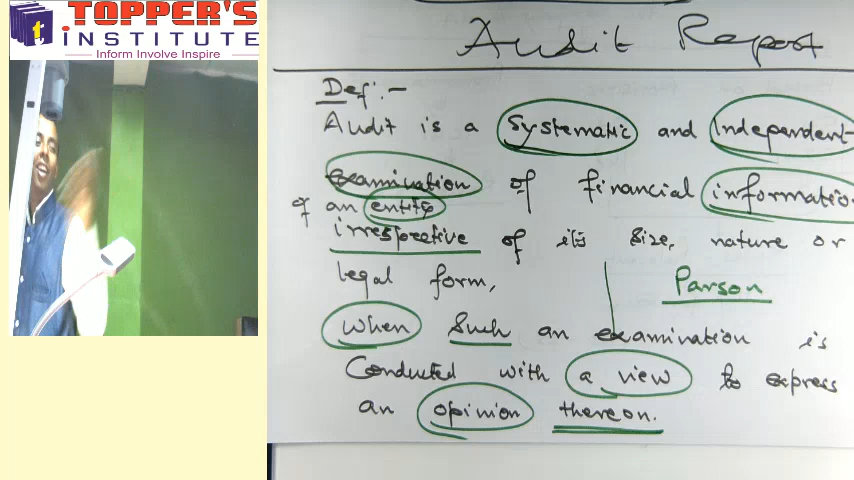 TOPPER'S
t iNSTITUTE
Inform Involve Inspire
Audit Report
Defi:-
Audit is a Systematic and Independent
examination of financial information
of an entity
irrespective of its size, nature or
legal form,
Parson
When Such an examination is
Conducted with a view to express
an opinion thereon.